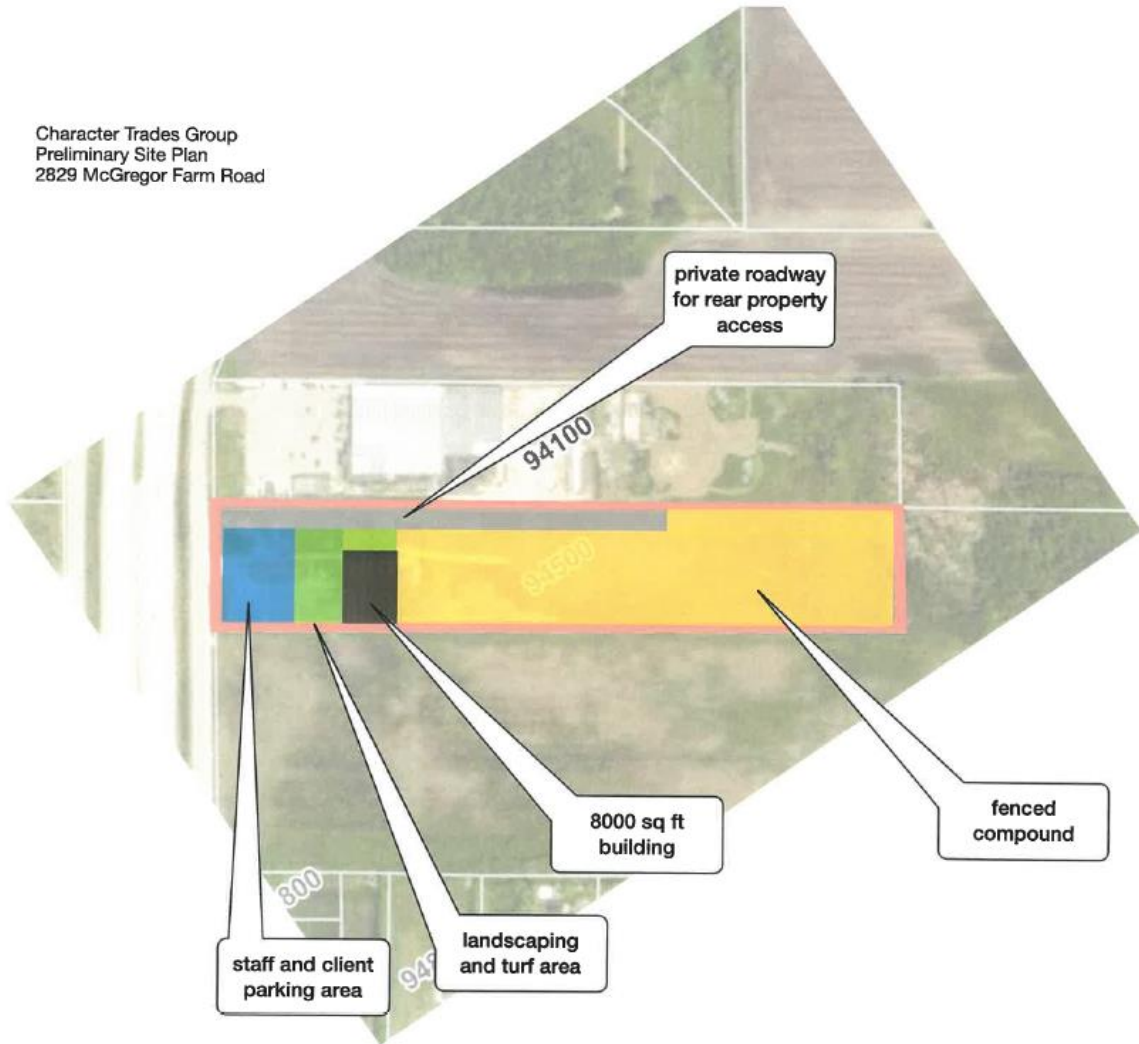 Character Trades Group
Preliminary Site Plan
2829 McGregor Farm Road
private roadway
for rear property
access
94100
94500
8000 sq ft
building
fenced
compound
800
landscaping
and turf area
staff and client
parking area